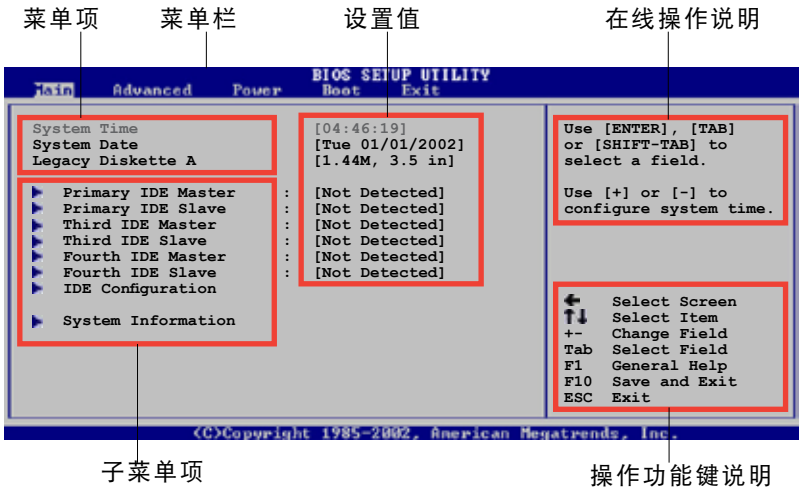 菜单项 菜单栏 设置值 在线操作说明
BIOS SETUP UTILITY
Main Advanced Power Boot Exit
System Time [04:46:19]
System Date [Tue 01/01/2002]
Legacy Diskette A [1.44M, 3.5 in]
Primary IDE Master : [Not Detected]
Primary IDE Slave : [Not Detected]
Third IDE Master : [Not Detected]
Third IDE Slave : [Not Detected]
Fourth IDE Master : [Not Detected]
Fourth IDE Slave : [Not Detected]
IDE Configuration
System Information
Use [ENTER], [TAB]
or [SHIFT-TAB] to
select a field.
Use [+] or [-] to
configure system time.
← Select Screen
↑↓ Select Item
+- Change Field
Tab Select Field
F1 General Help
F10 Save and Exit
ESC Exit
(C)Copyright 1985-2002, American Megatrends, Inc.
子菜单项 操作功能键说明